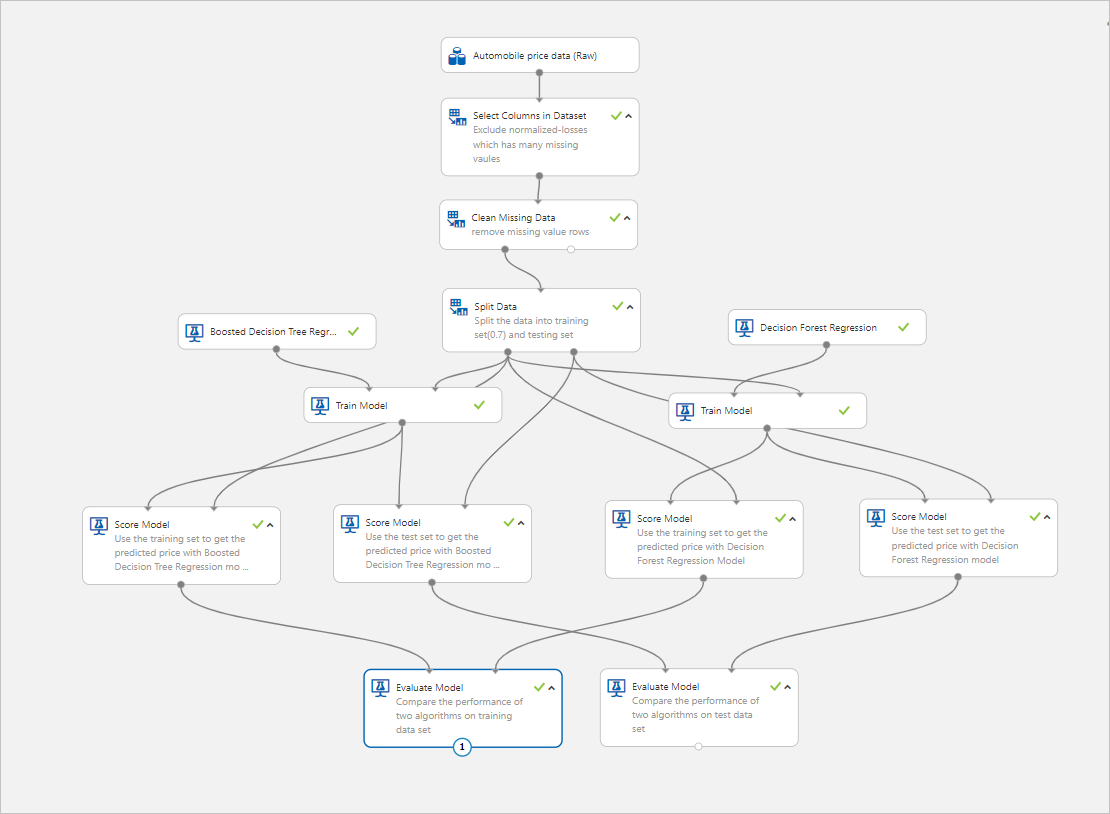 Automobile price data (Raw)
Select Columns in Dataset
Exclude normalized-losses
which has many missing
vaules
Clean Missing Data
remove missing value rows
Split Data
Split the data into training
set(0.7) and testing set
Boosted Decision Tree Regr...
Decision Forest Regression
Train Model
Train Model
Score Model
Use the training set to get the
predicted price with Boosted
Decision Tree Regression mo ...
Score Model
Use the test set to get the
predicted price with Boosted
Decision Tree Regression mo ...
Score Model
Use the training set to get the
predicted price with Decision
Forest Regression Model
Score Model
Use the test set to get the
predicted price with Decision
Forest Regression model
Evaluate Model
Compare the performance of
two algorithms on training
data set
1
Evaluate Model
Compare the performance of
two algorithms on test data
set